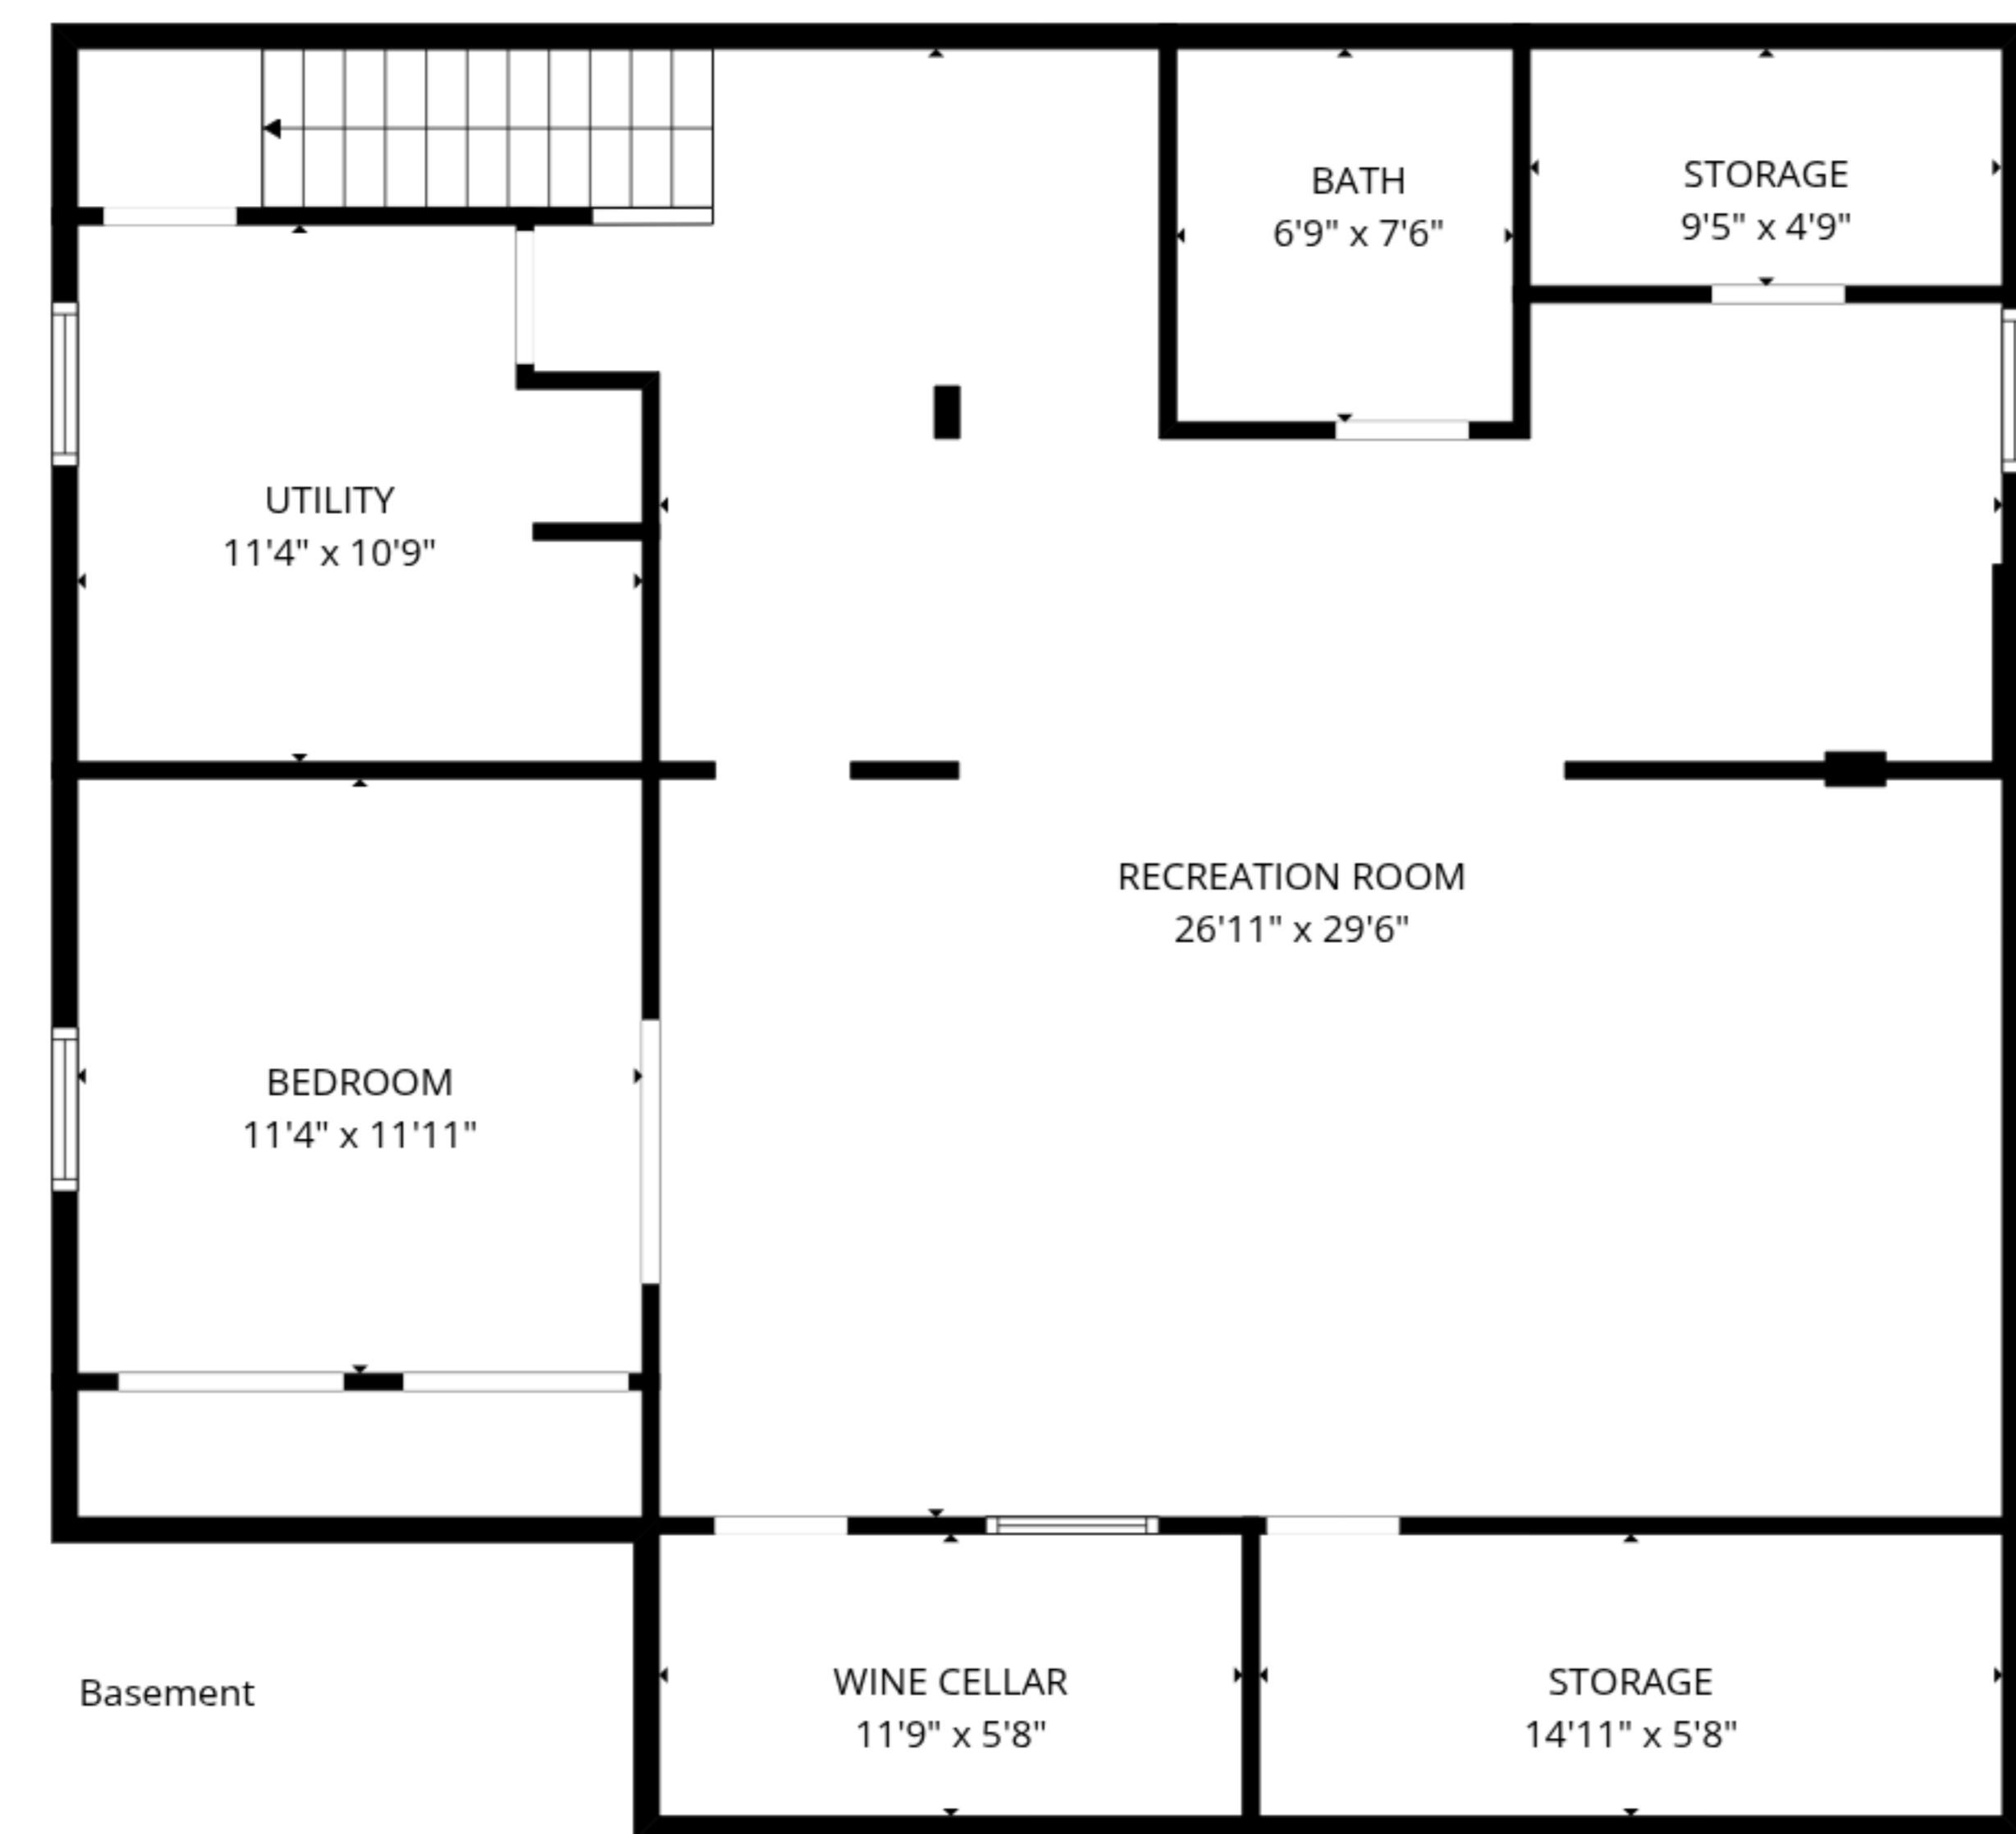 BATH
6'9" x 7'6"
STORAGE
9'5" x 4'9"
UTILITY
11'4" x 10'9"
RECREATION ROOM
26'11" x 29'6"
BEDROOM
11'4" x 11'11"
Basement
WINE CELLAR
11'9" x 5'8"
STORAGE
14'11" x 5'8"